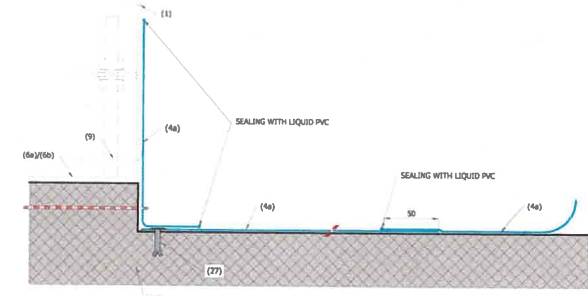 (1)
SEALING WITH LIQUID PVC
(4a)
(9)
(6a)/(6b)
SEALING WITH LIQUID PVC
(4a)
50
(4a)
(27)